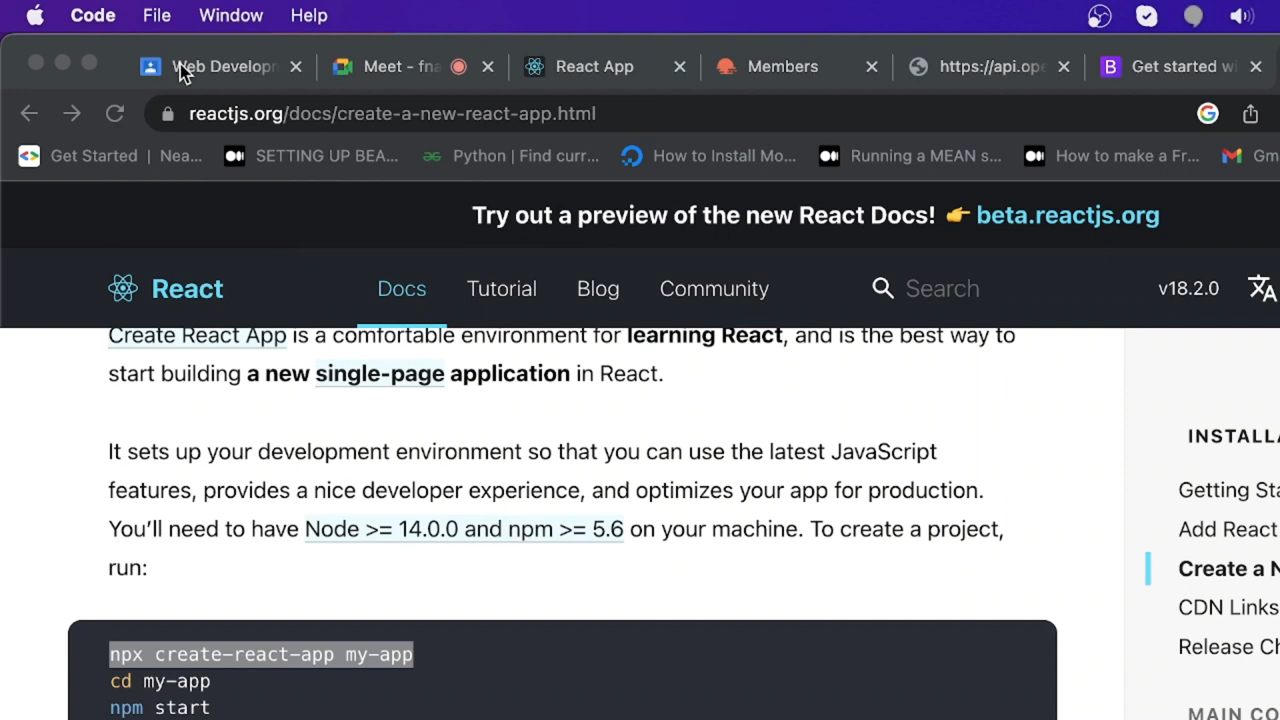 Code File Window Help
Web Develop Meet - fna React App Members https://api.ope Get started wi
reactjs.org/docs/create-a-new-react-app.html
Get Started | Nea... SETTING UP BEA... Python | Find curr... How to Install Mo... Running a MEAN s... How to make a Fr... Gm
Try out a preview of the new React Docs! 👉 beta.reactjs.org
React Docs Tutorial Blog Community Search v18.2.0
Create React App is a comfortable environment for learning React, and is the best way to
start building a new single-page application in React.
It sets up your development environment so that you can use the latest JavaScript
features, provides a nice developer experience, and optimizes your app for production.
You’ll need to have Node >= 14.0.0 and npm >= 5.6 on your machine. To create a project,
run:
npx create-react-app my-app
cd my-app
npm start
INSTALLA
Getting Sta
Add React
Create a N
CDN Links
Release Ch
MAIN CO